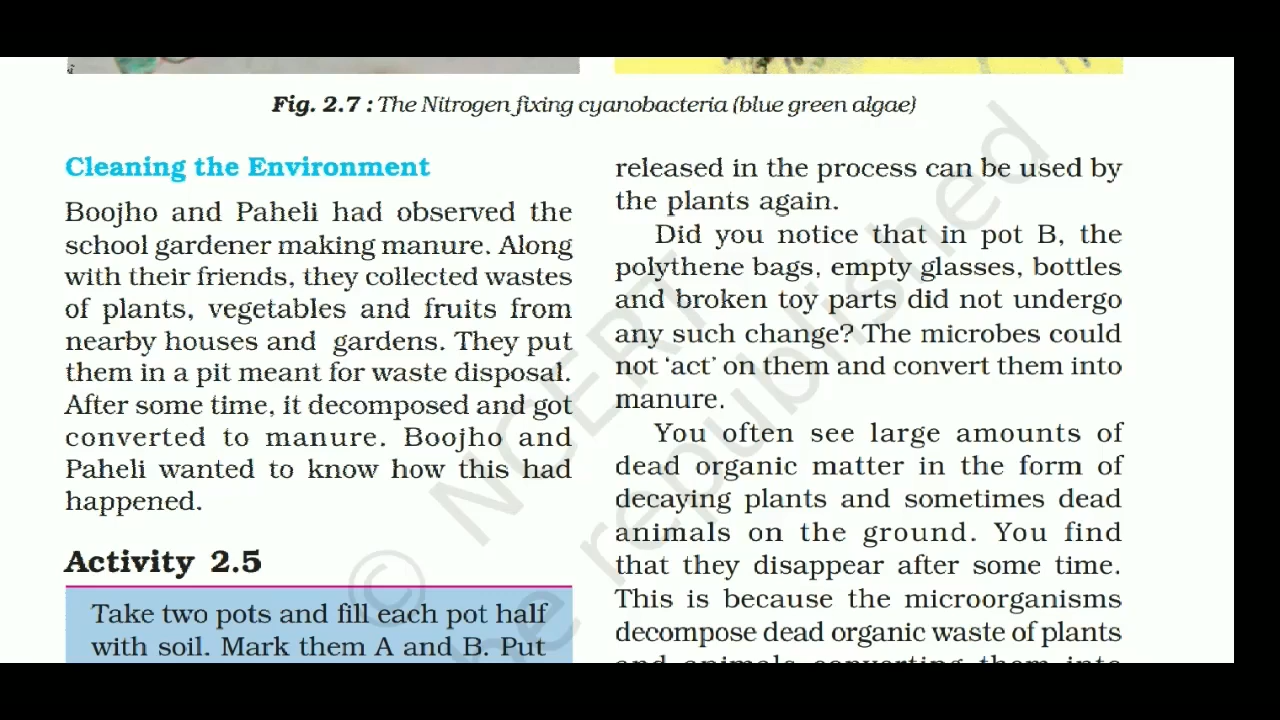 Fig. 2.7 : The Nitrogen fixing cyanobacteria (blue green algae)
Cleaning the Environment
Boojho and Paheli had observed the
school gardener making manure. Along
with their friends, they collected wastes
of plants, vegetables and fruits from
nearby houses and gardens. They put
them in a pit meant for waste disposal.
After some time, it decomposed and got
converted to manure. Boojho and
Paheli wanted to know how this had
happened.
Activity 2.5
Take two pots and fill each pot half
with soil. Mark them A and B. Put
released in the process can be used by
the plants again.
Did you notice that in pot B, the
polythene bags, empty glasses, bottles
and broken toy parts did not undergo
any such change? The microbes could
not ‘act’ on them and convert them into
manure.
You often see large amounts of
dead organic matter in the form of
decaying plants and sometimes dead
animals on the ground. You find
that they disappear after some time.
This is because the microorganisms
decompose dead organic waste of plants
and animals converting them into
© NCERT
be republished